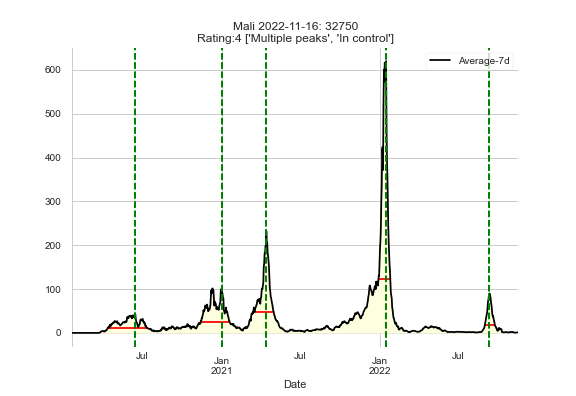 Mali 2022-11-16: 32750
Rating:4 ['Multiple peaks', 'In control']
Average-7d
600
500
400
300
200
100
0
Jul
Jan
2021
Jul
Jan
2022
Jul
Date